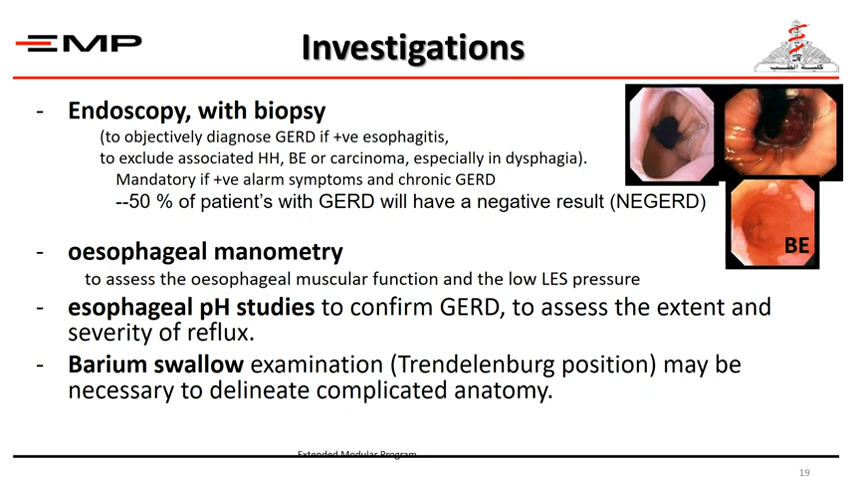 EMP
Investigations
كلية الطب
- Endoscopy, with biopsy
(to objectively diagnose GERD if +ve esophagitis,
to exclude associated HH, BE or carcinoma, especially in dysphagia).
Mandatory if +ve alarm symptoms and chronic GERD
--50 % of patient's with GERD will have a negative result (NEGERD)
BE
- oesophageal manometry
to assess the oesophageal muscular function and the low LES pressure
- esophageal pH studies to confirm GERD, to assess the extent and
severity of reflux.
- Barium swallow examination (Trendelenburg position) may be
necessary to delineate complicated anatomy.
Extended Modular Program
19